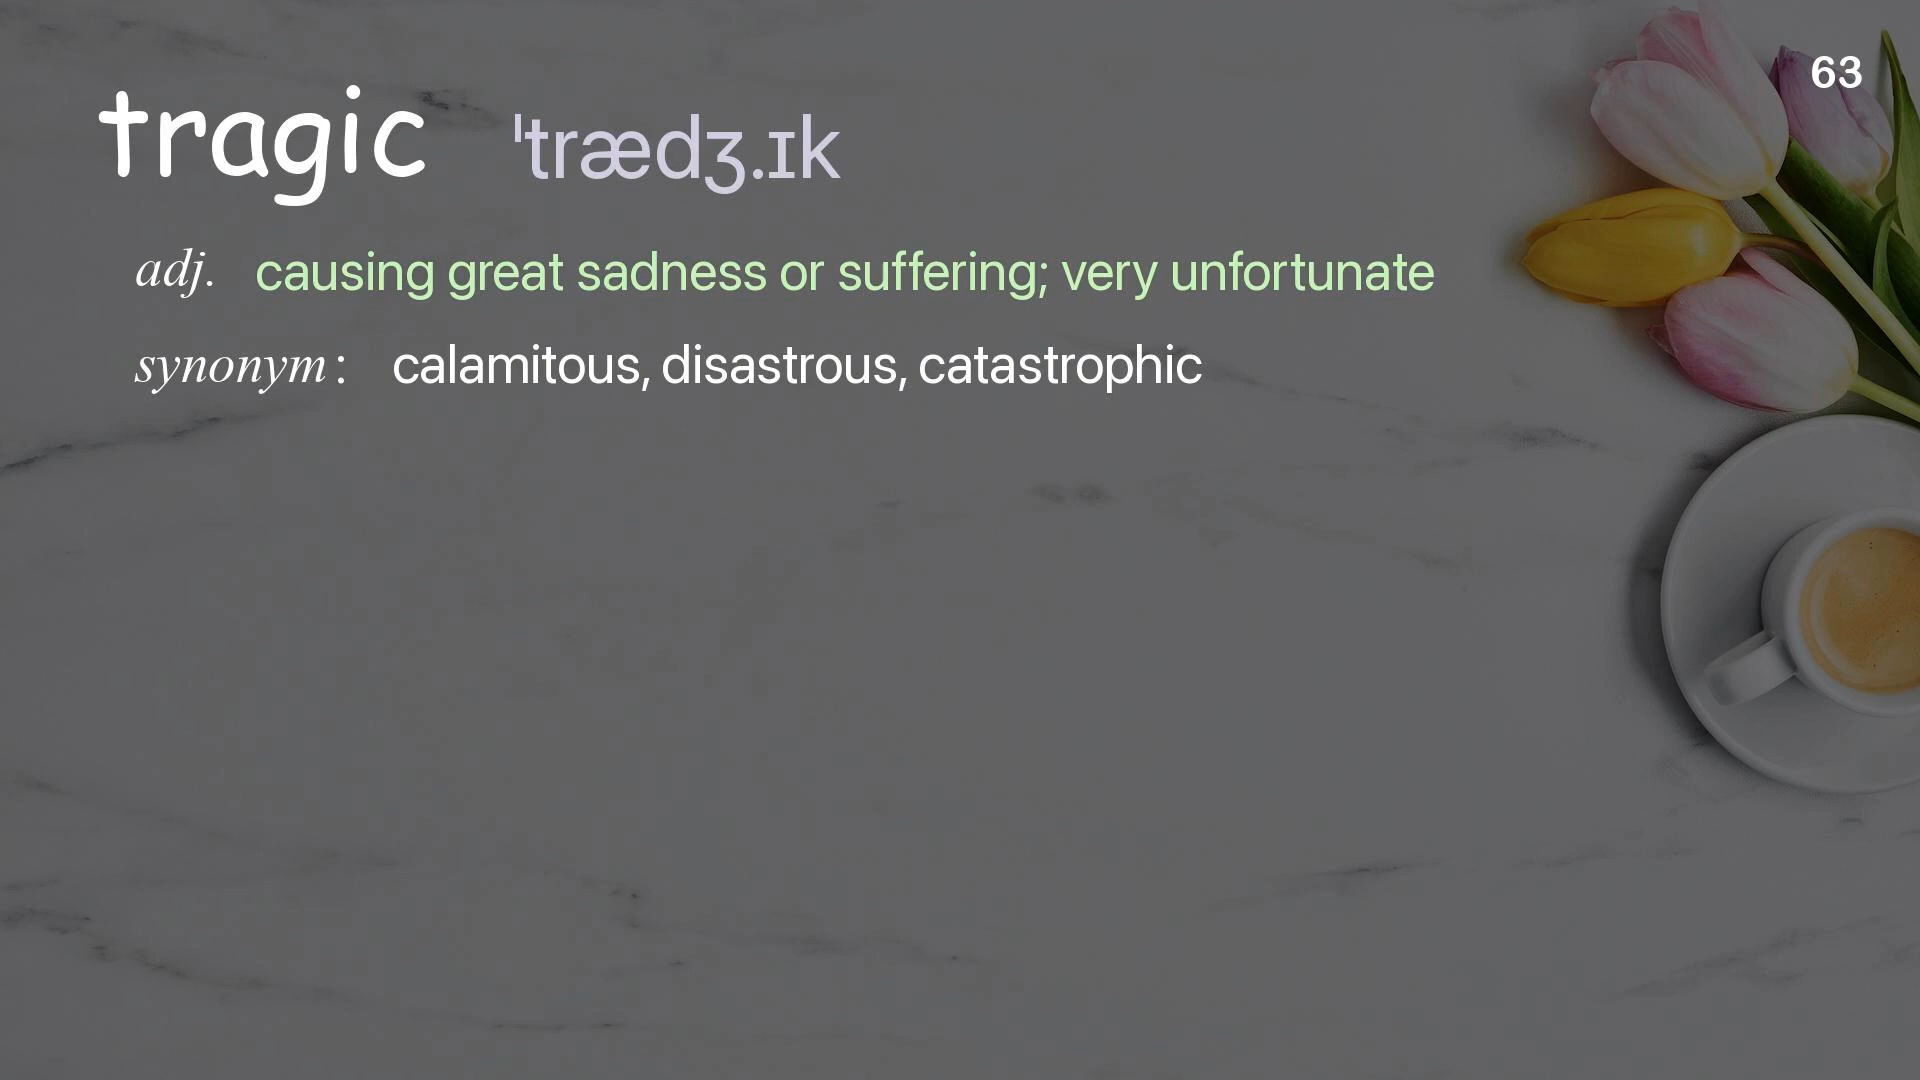 63
tragic ˈtrædʒ.ɪk
adj. causing great sadness or suffering; very unfortunate
synonym: calamitous, disastrous, catastrophic